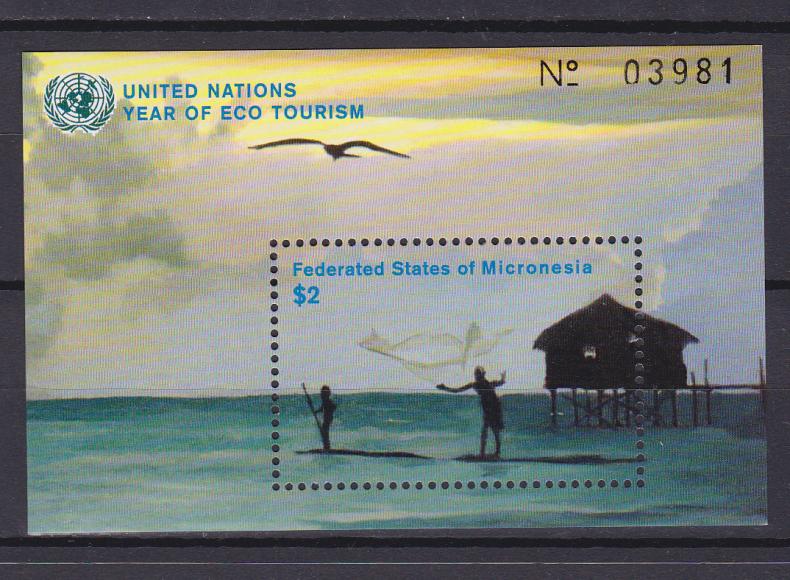 UNITED NATIONS
YEAR OF ECO TOURISM
Nº 03981
Federated States of Micronesia
$2